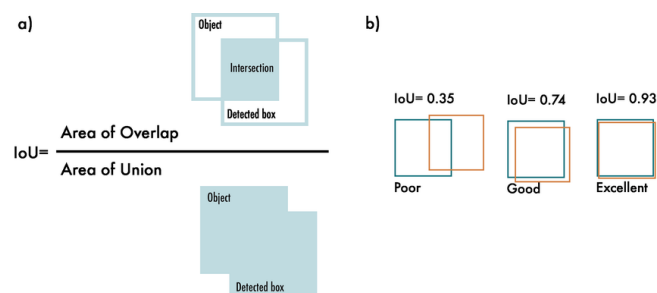 a)
Object
Intersection
Detected box
IoU=
Area of Overlap
Area of Union
Object
Detected box
b)
IoU= 0.35
IoU= 0.74
IoU= 0.93
Poor
Good
Excellent